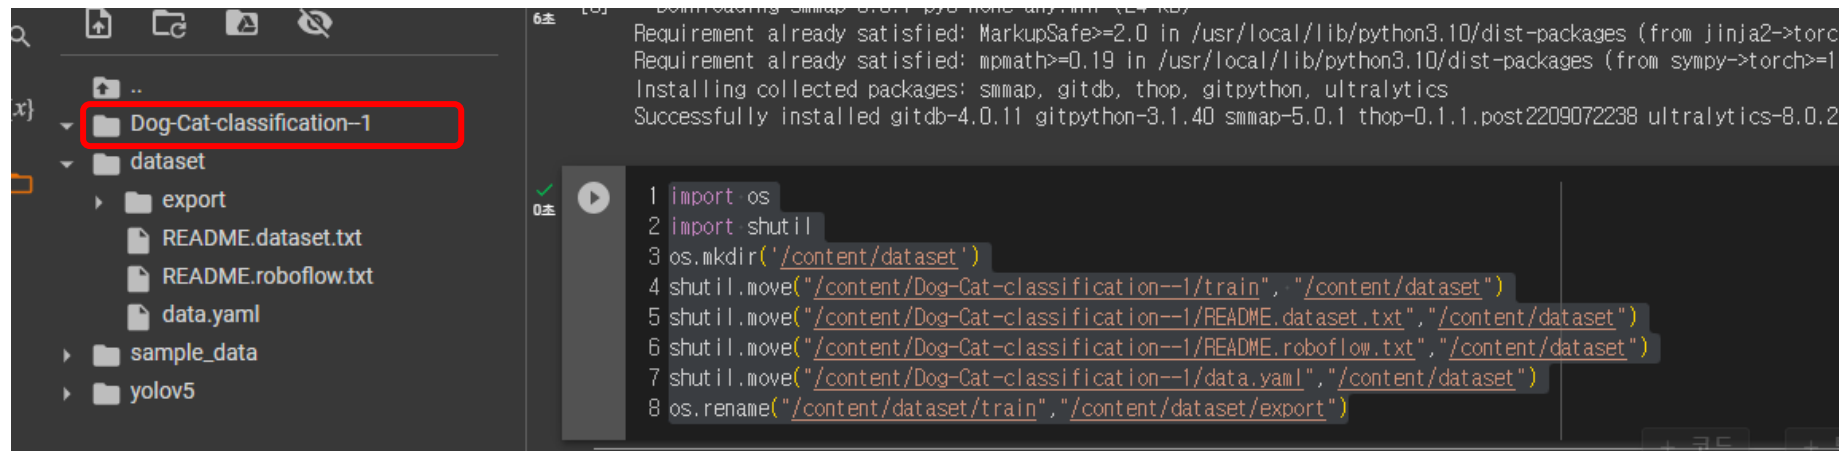 ..
{x}
Dog-Cat-classification--1
dataset
export
README.dataset.txt
README.roboflow.txt
data.yaml
sample_data
yolov5
6초
Requirement already satisfied: MarkupSafe>=2.0 in /usr/local/lib/python3.10/dist-packages (from jinja2->torc
Requirement already satisfied: mpmath>=0.19 in /usr/local/lib/python3.10/dist-packages (from sympy->torch>=1
Installing collected packages: smmap, gitdb, thop, gitpython, ultralytics
Successfully installed gitdb-4.0.11 gitpython-3.1.40 smmap-5.0.1 thop-0.1.1.post2209072238 ultralytics-8.0.2
0초
1 import os
2 import shutil
3 os.mkdir('/content/dataset')
4 shutil.move("/content/Dog-Cat-classification--1/train", "/content/dataset")
5 shutil.move("/content/Dog-Cat-classification--1/README.dataset.txt","/content/dataset")
6 shutil.move("/content/Dog-Cat-classification--1/README.roboflow.txt","/content/dataset")
7 shutil.move("/content/Dog-Cat-classification--1/data.yaml","/content/dataset")
8 os.rename("/content/dataset/train","/content/dataset/export")